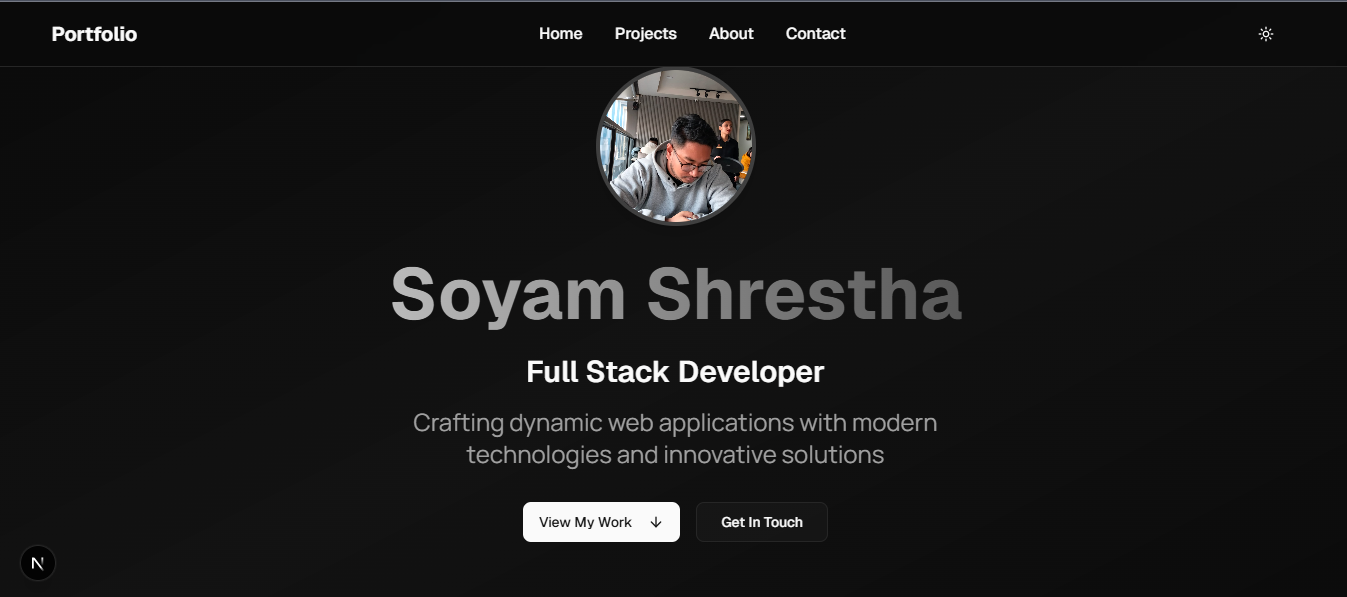 Portfolio
Home Projects About Contact
Soyam Shrestha
Full Stack Developer
Crafting dynamic web applications with modern
technologies and innovative solutions
View My Work
Get In Touch
N